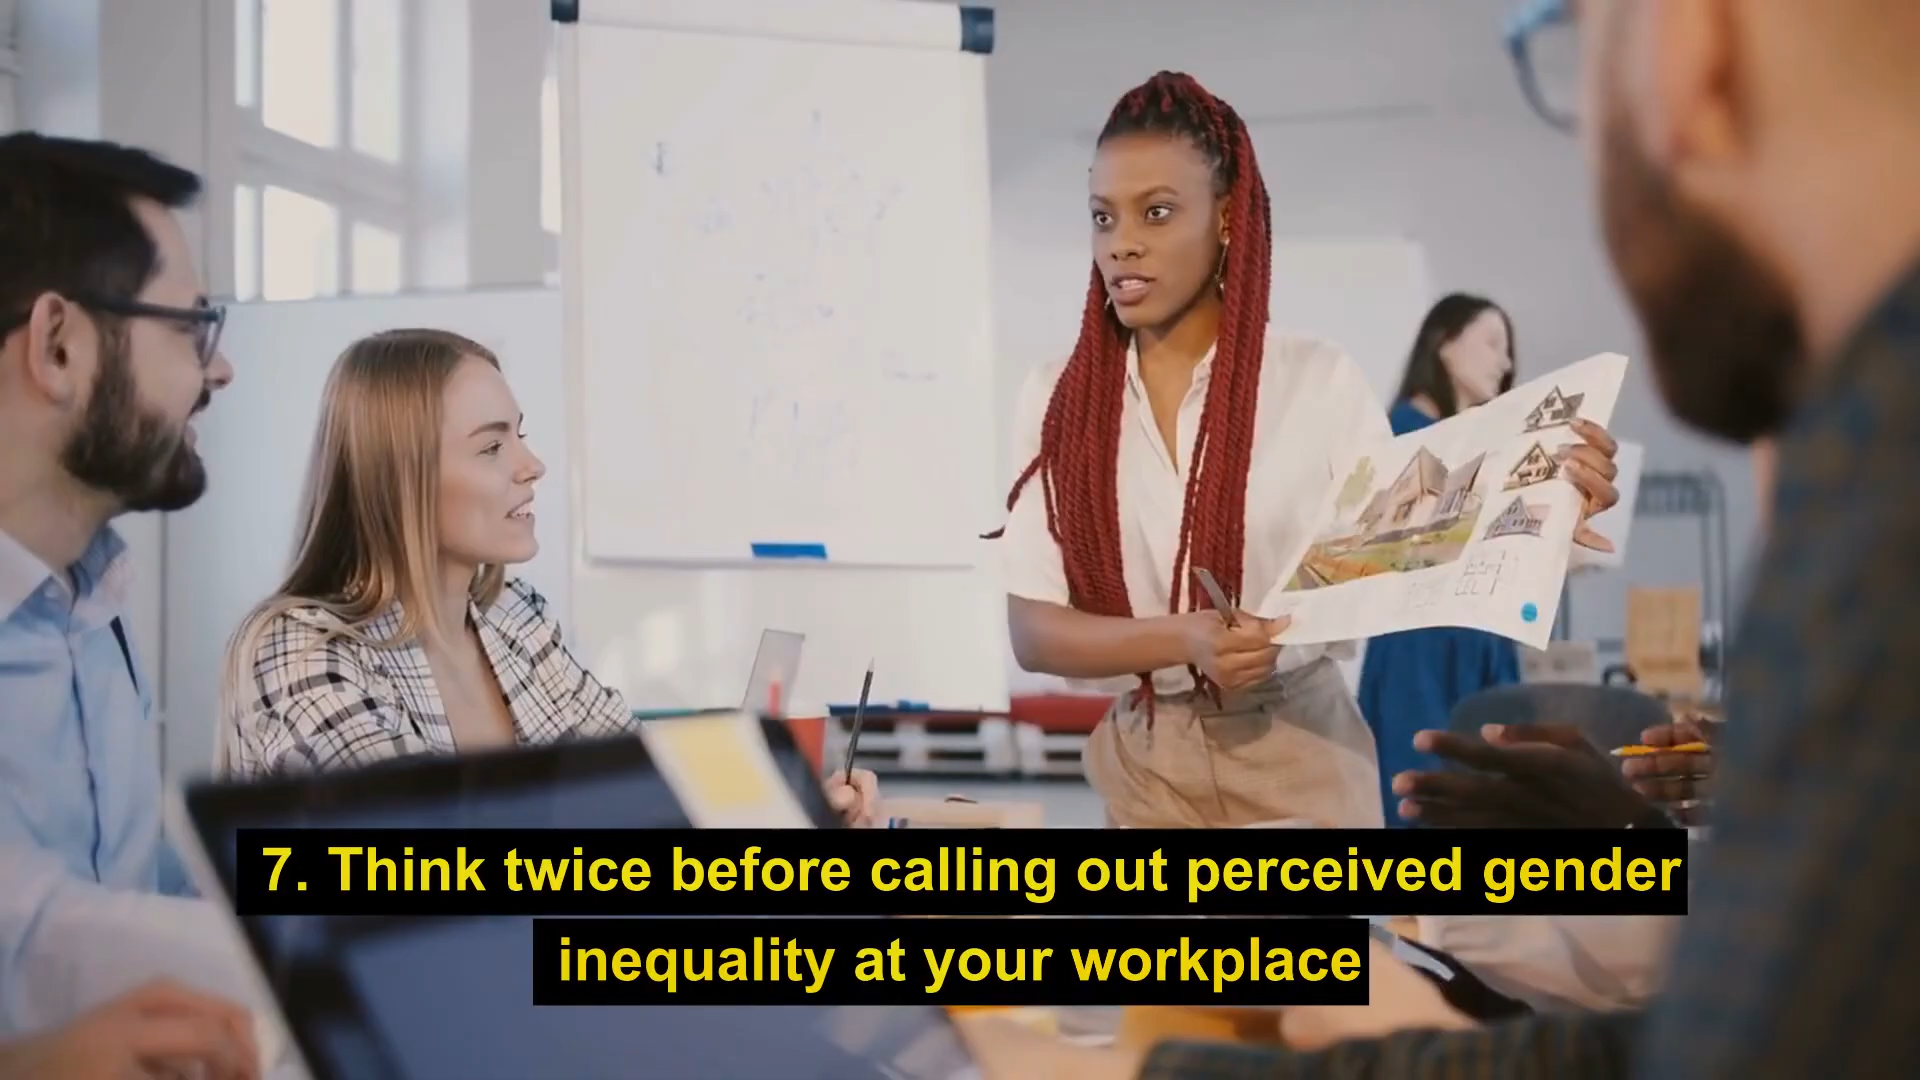 7. Think twice before calling out perceived gender
inequality at your workplace